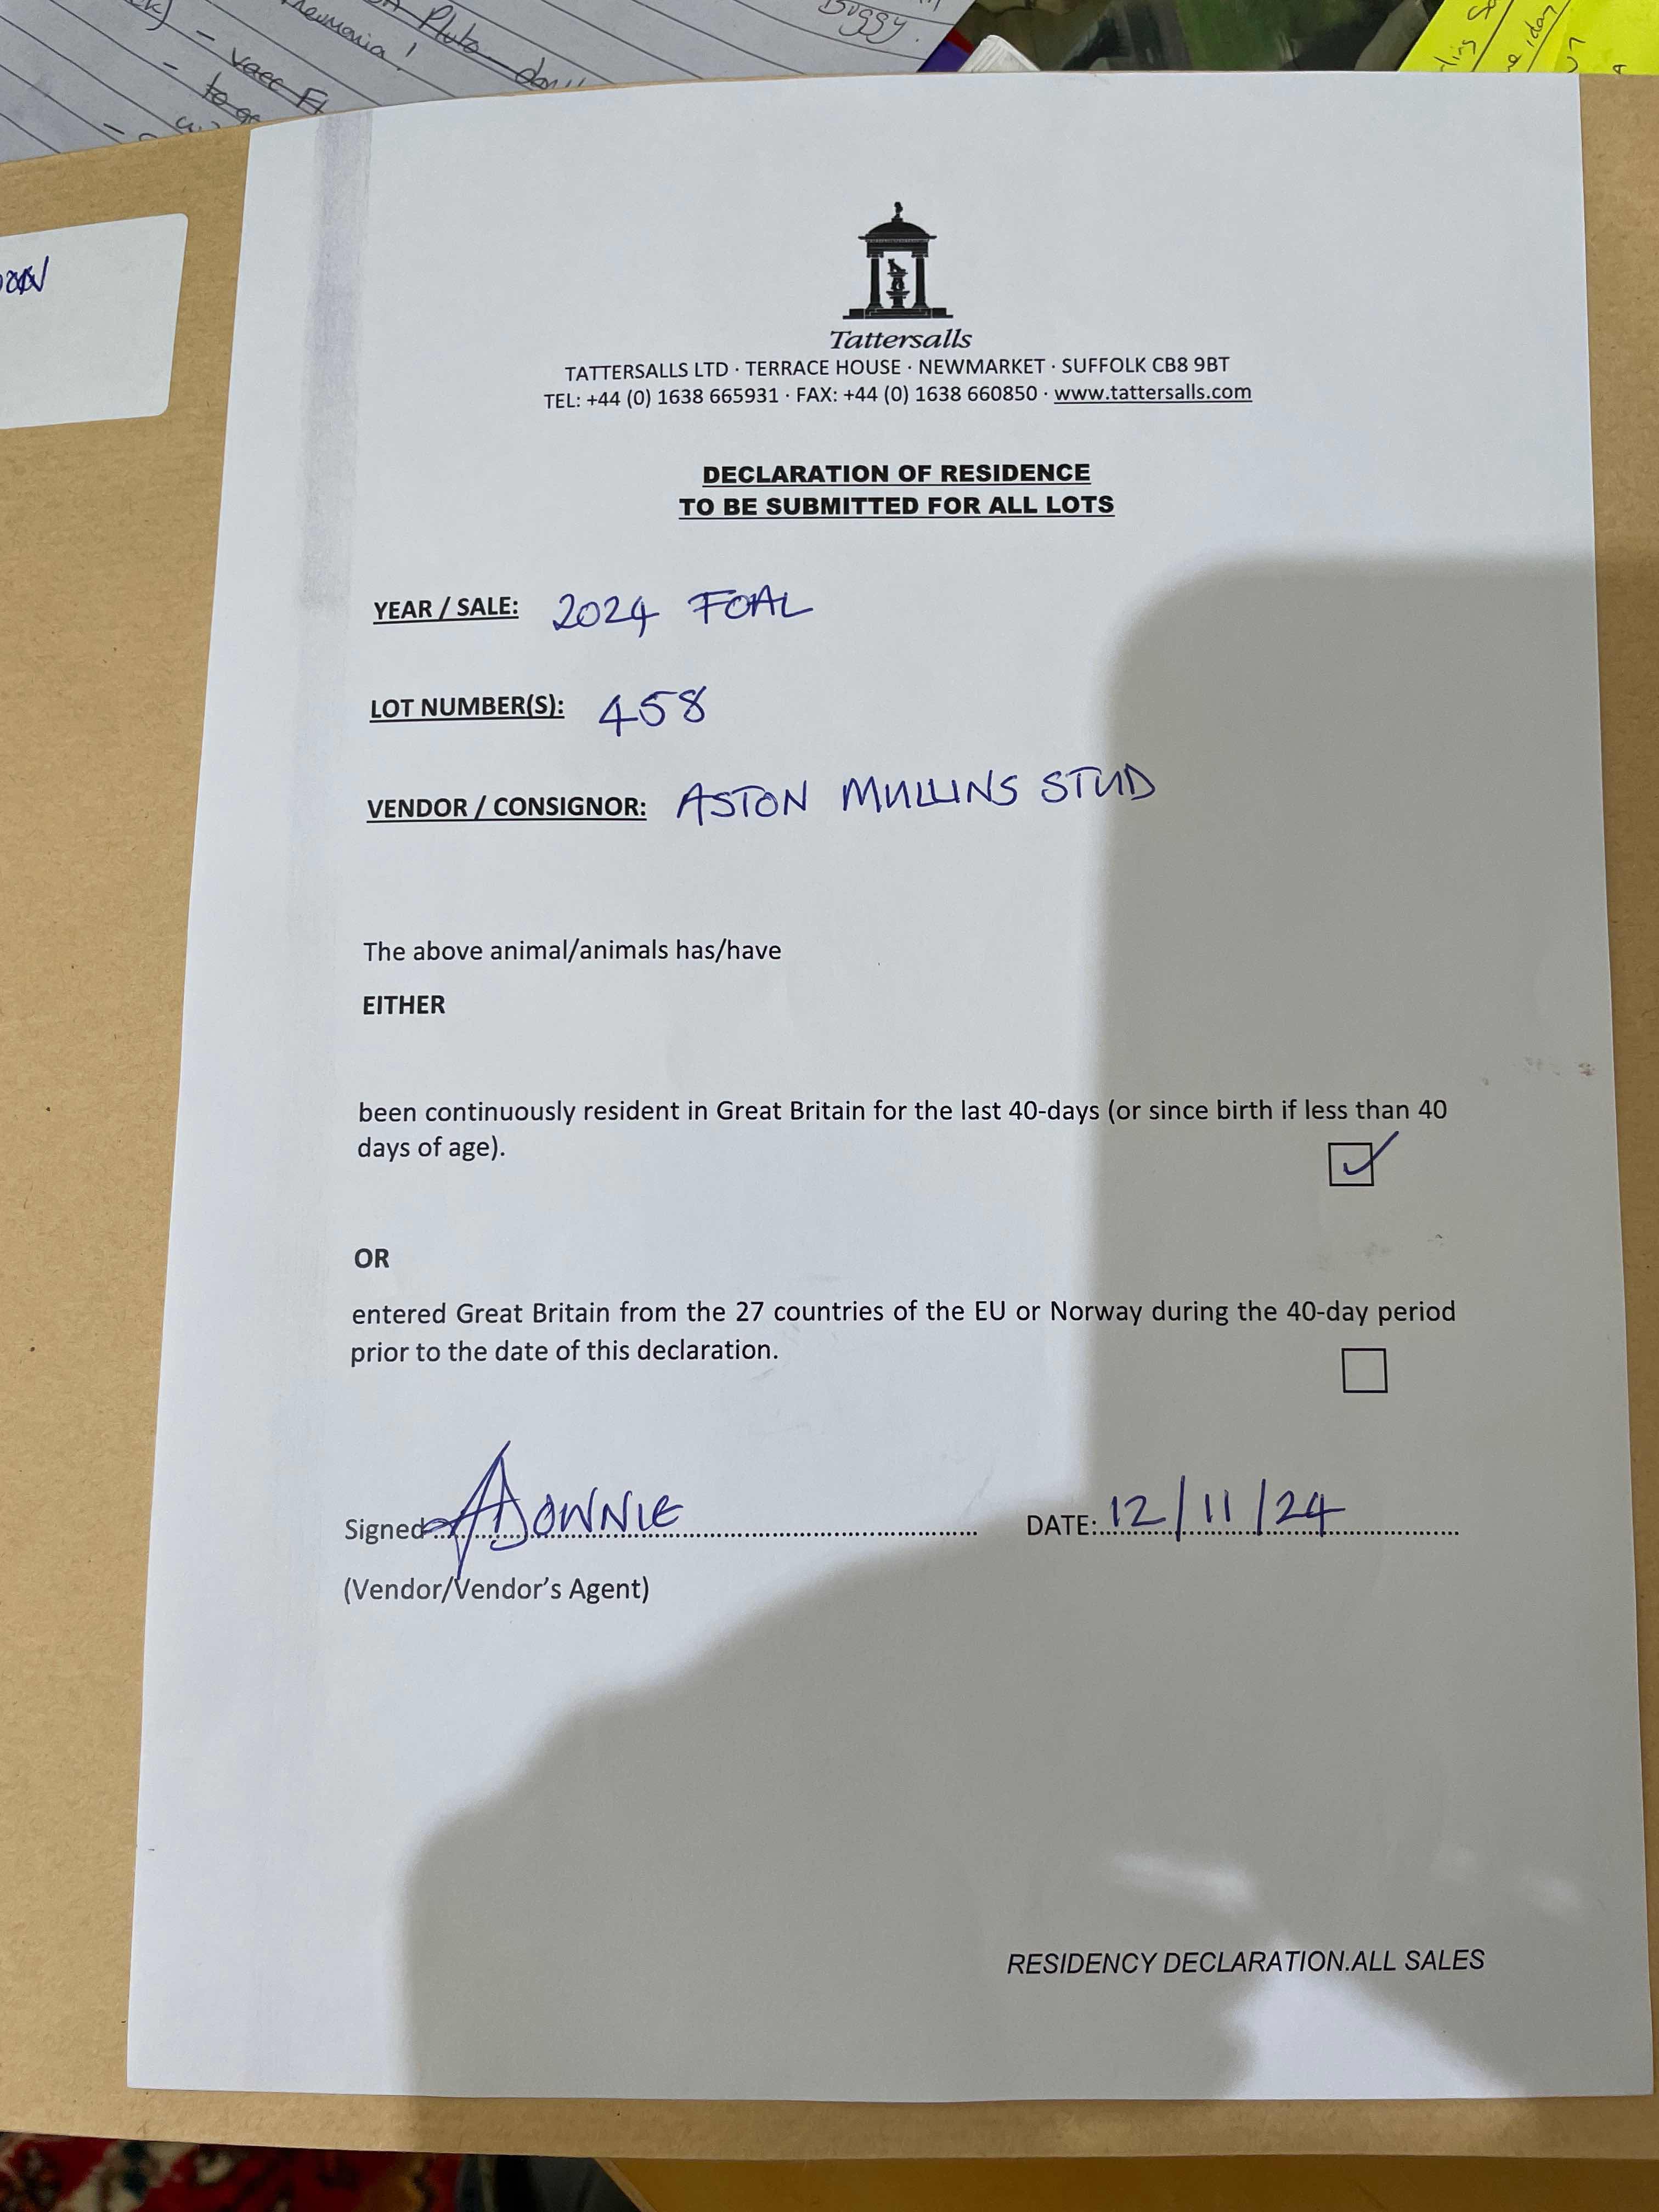 vacc
Pneumonia!
Pluto
Buggy.
Tattersalls
TATTERSALLS LTD · TERRACE HOUSE · NEWMARKET · SUFFOLK CB8 9BT
TEL: +44 (0) 1638 665931 · FAX: +44 (0) 1638 660850 · www.tattersalls.com
DECLARATION OF RESIDENCE
TO BE SUBMITTED FOR ALL LOTS
YEAR / SALE: 2024 FOAL
LOT NUMBER(S): 458
VENDOR / CONSIGNOR: ASTON MULLINS STUD
The above animal/animals has/have
EITHER
been continuously resident in Great Britain for the last 40-days (or since birth if less than 40
days of age). ✓
OR
entered Great Britain from the 27 countries of the EU or Norway during the 40-day period
prior to the date of this declaration.
Signed ADOWNIE DATE: 12/11/24
(Vendor/Vendor's Agent)
RESIDENCY DECLARATION.ALL SALES